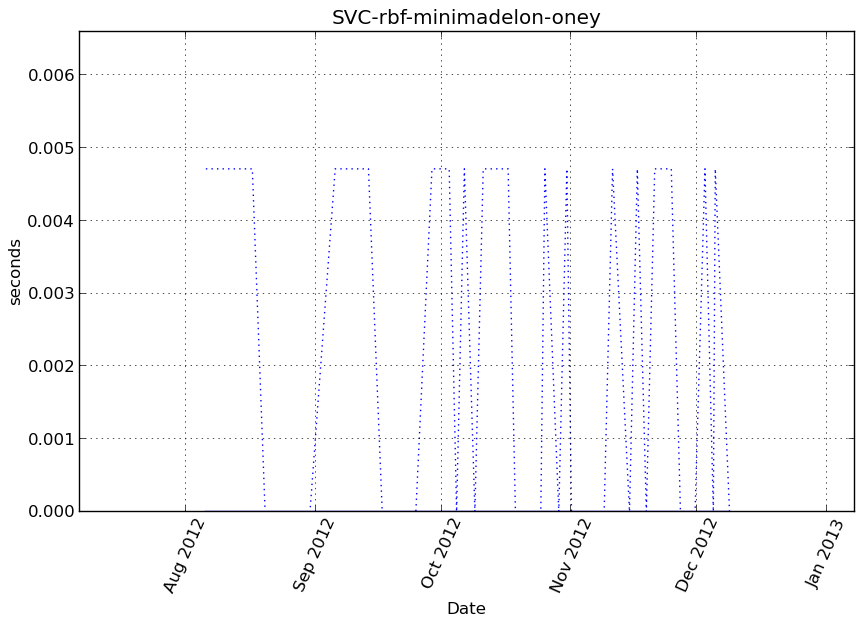 SVC-rbf-minimadelon-oney
0.006
0.005
0.004
0.003
0.002
0.001
0.000
seconds
Aug 2012
Sep 2012
Oct 2012
Nov 2012
Dec 2012
Jan 2013
Date